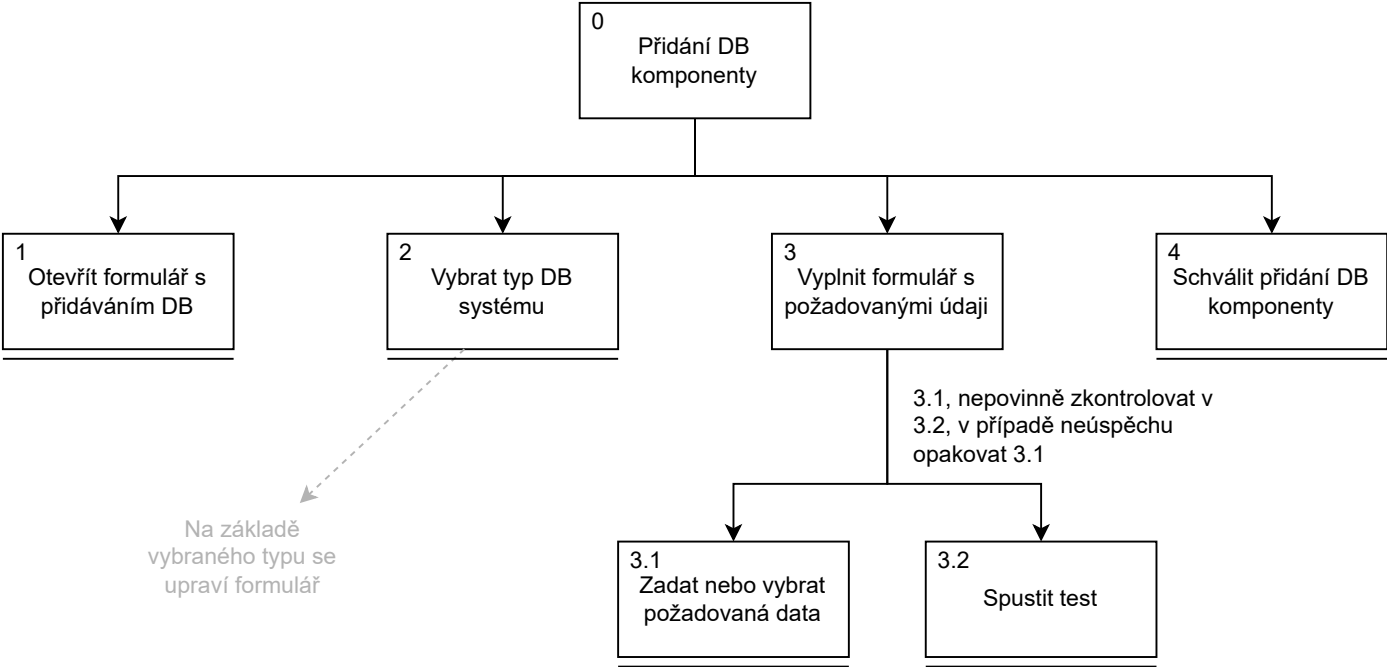 0
Přidání DB
komponenty
1
Otevřít formulář s
přidáváním DB
2
Vybrat typ DB
systému
3
Vyplnit formulář s
požadovanými údaji
4
Schválit přidání DB
komponenty
3.1, nepovinně zkontrolovat v
3.2, v případě neúspěchu
opakovat 3.1
Na základě
vybraného typu se
upraví formulář
3.1
Zadat nebo vybrat
požadovaná data
3.2
Spustit test